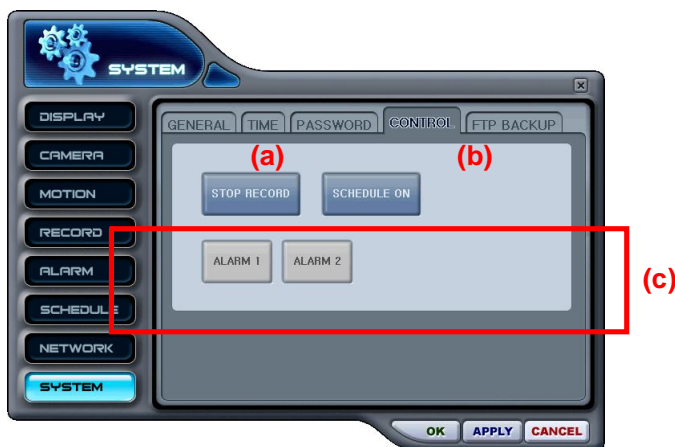 SYSTEM
DISPLAY
CAMERA
MOTION
RECORD
ALARM
SCHEDULE
NETWORK
SYSTEM
GENERAL TIME PASSWORD CONTROL FTP BACKUP
(a) (b)
STOP RECORD SCHEDULE ON
ALARM 1 ALARM 2
(c)
OK APPLY CANCEL